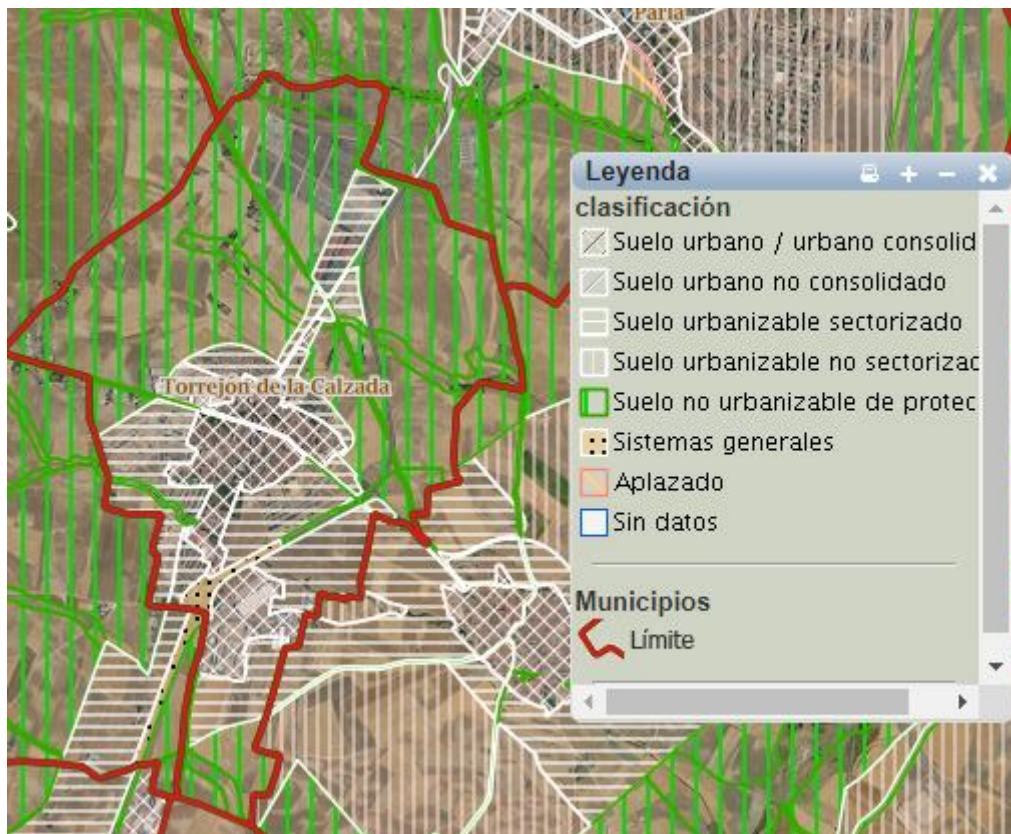 Parla
Torrejón de la Calzada
Leyenda
clasificación
Suelo urbano / urbano consolid
Suelo urbano no consolidado
Suelo urbanizable sectorizado
Suelo urbanizable no sectorizac
Suelo no urbanizable de protec
Sistemas generales
Aplazado
Sin datos
Municipios
Límite